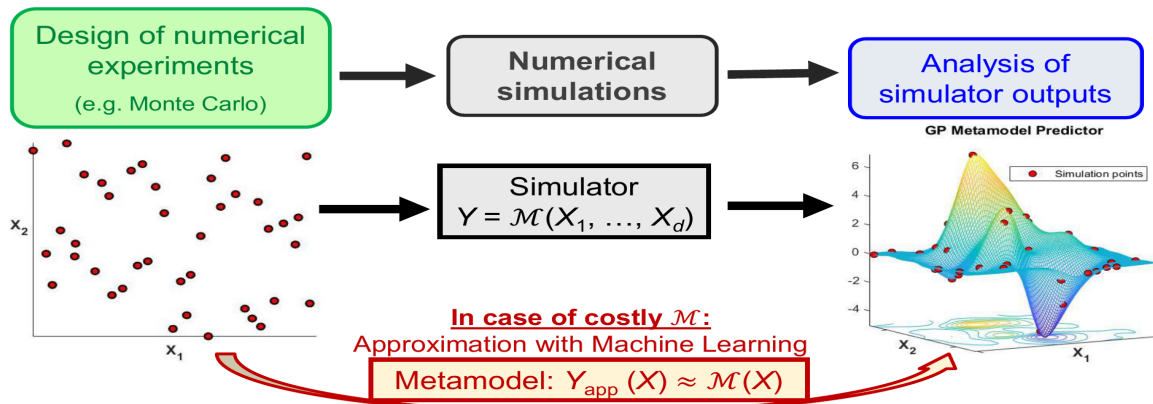 Design of numerical
experiments
(e.g. Monte Carlo)
Numerical
simulations
Analysis of
simulator outputs
GP Metamodel Predictor
Simulation points
6
4
2
0
-2
-4
X₂
X₁
X₂
X₁
Simulator
Y = ℳ(X₁, …, X_d)
In case of costly ℳ:
Approximation with Machine Learning
Metamodel: Y_app (X) ≈ ℳ(X)